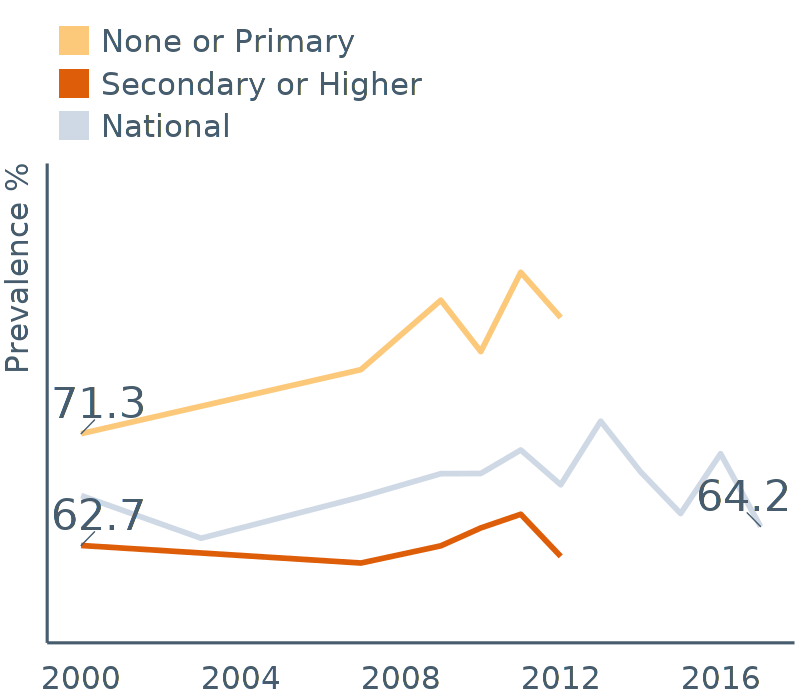 None or Primary
Secondary or Higher
National
Prevalence %
71.3
62.7
64.2
2000 2004 2008 2012 2016